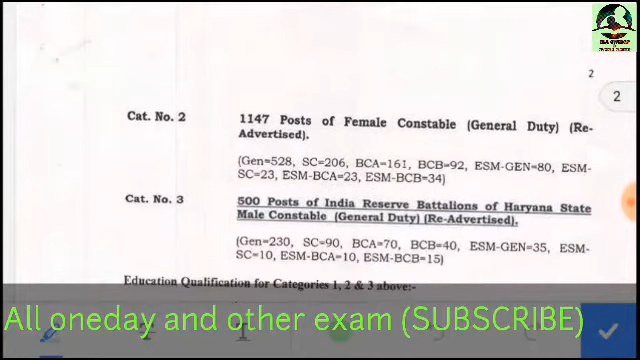 2
2
Cat. No. 2
1147 Posts of Female Constable (General Duty) (Re-
Advertised).
(Gen=528, SC=206, BCA=161, BCB=92, ESM-GEN=80, ESM-
SC=23, ESM-BCA=23, ESM-BCB=34)
Cat. No. 3
500 Posts of India Reserve Battalions of Haryana State
Male Constable (General Duty) (Re-Advertised).
(Gen=230, SC=90, BCA=70, BCB=40, ESM-GEN=35, ESM-
SC=10, ESM-BCA=10, ESM-BCB=15)
Education Qualification for Categories 1, 2 & 3 above:-
All oneday and other exam (SUBSCRIBE)